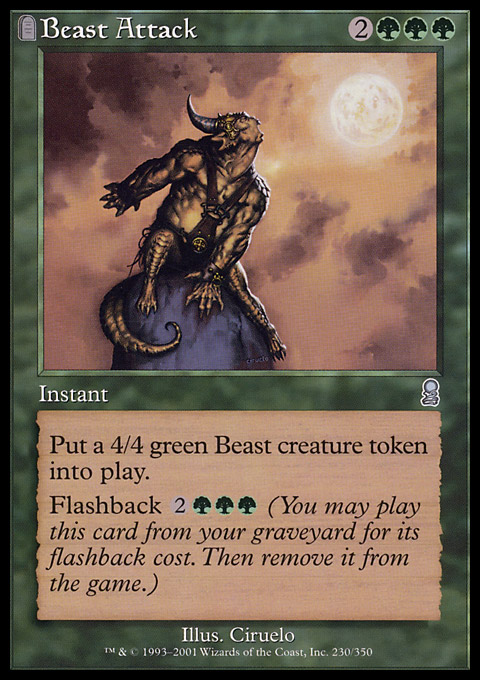 Beast Attack 2
ciruelo
Instant
Put a 4/4 green Beast creature token
into play.
Flashback 2 (You may play
this card from your graveyard for its
flashback cost. Then remove it from
the game.)
Illus. Ciruelo
™ & © 1993–2001 Wizards of the Coast, Inc. 230/350